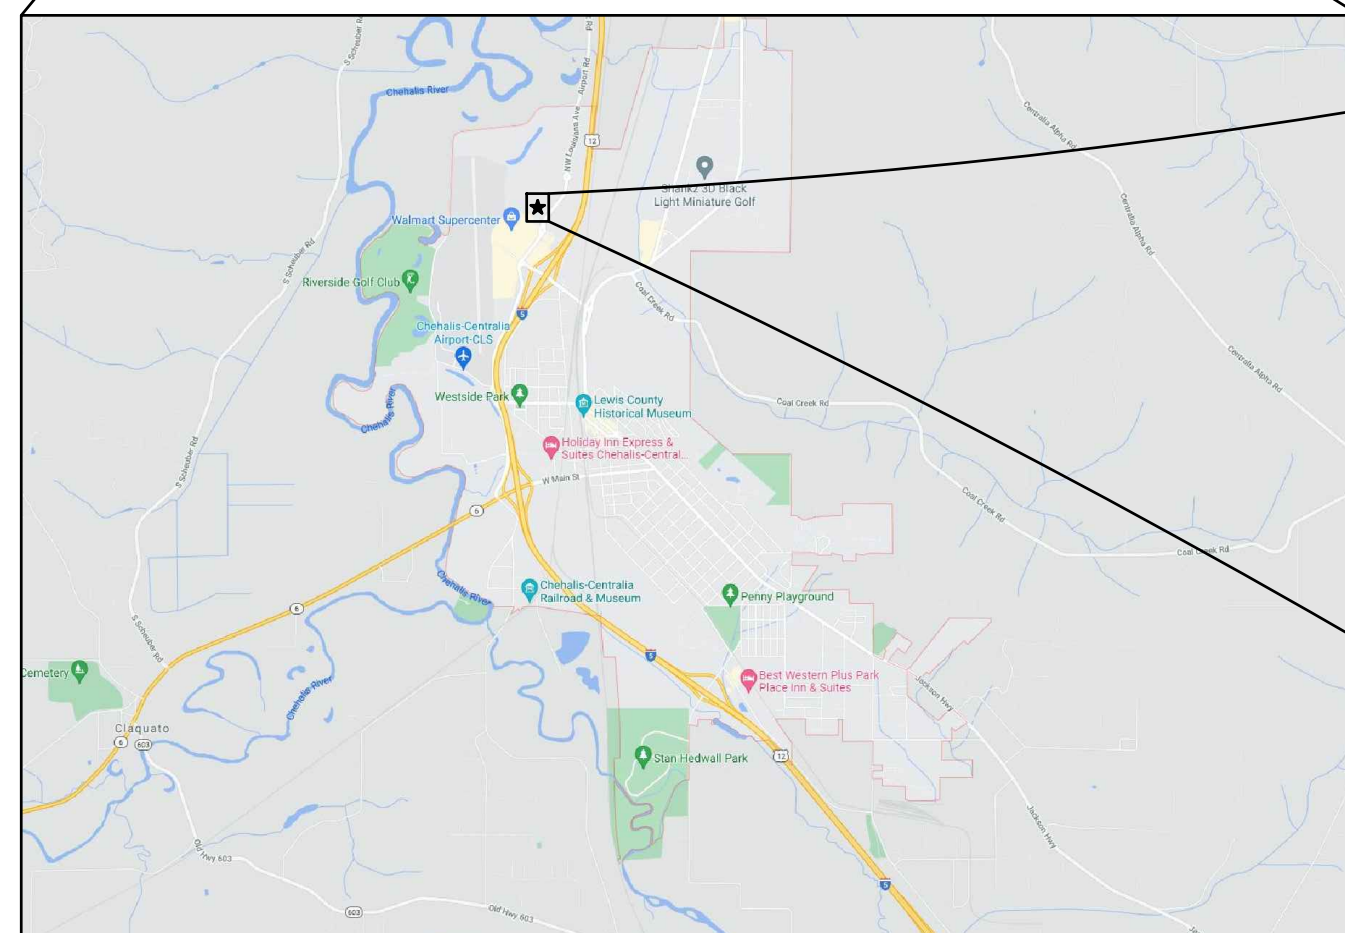 S Scheuber Rd
Rd
Airport Rd
Chehalis River
12
NW Louisiana Ave
Centralia Alpha Rd
Shankz 3D Black
Light Miniature Golf
Walmart Supercenter
Centralia Alpha Rd
S Scheuber Rd
Riverside Golf Club
Coal Creek Rd
5
Chehalis-Centralia
Airport-CLS
Centralia Alpha Rd
Westside Park
Lewis County
Historical Museum
Coal Creek Rd
Chehalis River
Holiday Inn Express &
Suites Chehalis-Central...
S Scheuber Rd
W Main St
6
Coal Creek Rd
Coal Creek Rd
Chehalis River
Chehalis-Centralia
Railroad & Museum
Penny Playground
6
S Scheuber Rd
5
Cemetery
Best Western Plus Park
Place Inn & Suites
Chehalis River
Jackson Hwy
Claquato
6
603
Stan Hedwall Park
12
Jackson Hwy
Old Hwy 603
5
603
Old Hwy 603